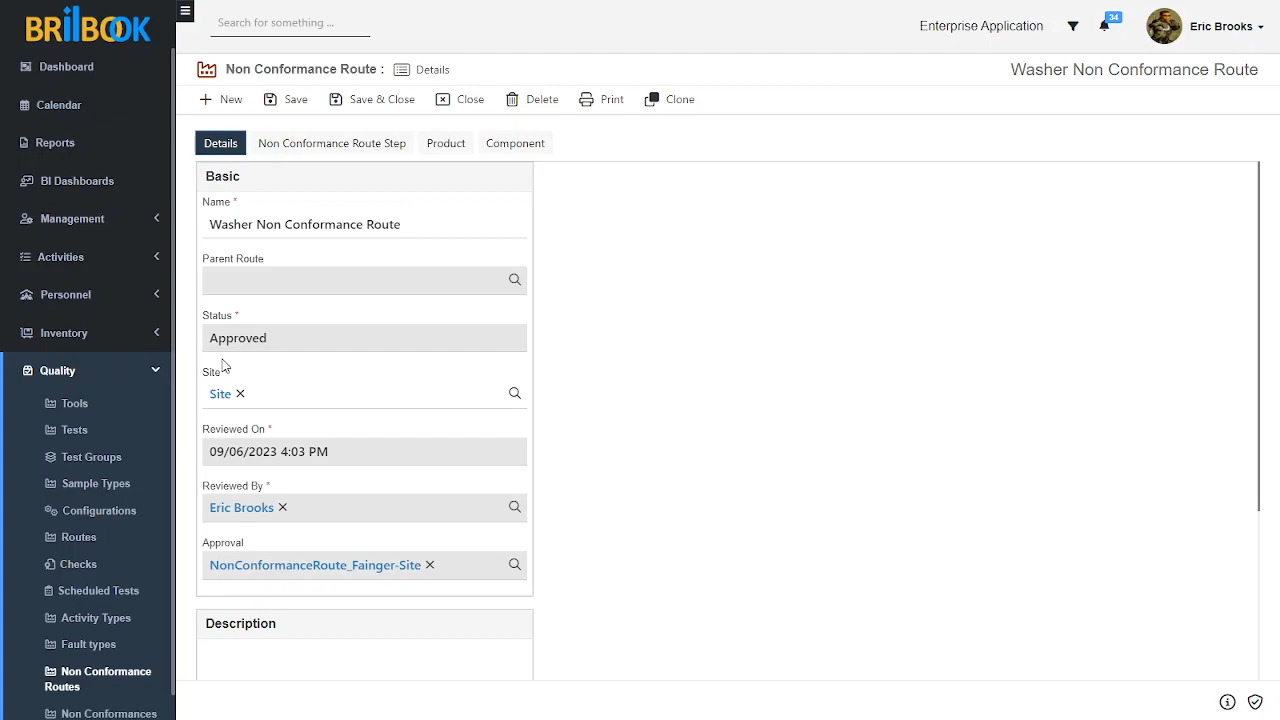 BRILBOOK
Search for something ...
Enterprise Application
34
Eric Brooks
Dashboard
Calendar
Reports
BI Dashboards
Management
Activities
Personnel
Inventory
Quality
Tools
Tests
Test Groups
Sample Types
Configurations
Routes
Checks
Scheduled Tests
Activity Types
Fault types
Non Conformance
Routes
Non Conformances
Non Conformance Route : Details
Washer Non Conformance Route
New Save Save & Close Close Delete Print Clone
Details Non Conformance Route Step Product Component
Basic
Name *
Washer Non Conformance Route
Parent Route
Status *
Approved
Site
Site ×
Reviewed On *
09/06/2023 4:03 PM
Reviewed By *
Eric Brooks ×
Approval
NonConformanceRoute_Fainger-Site ×
Description